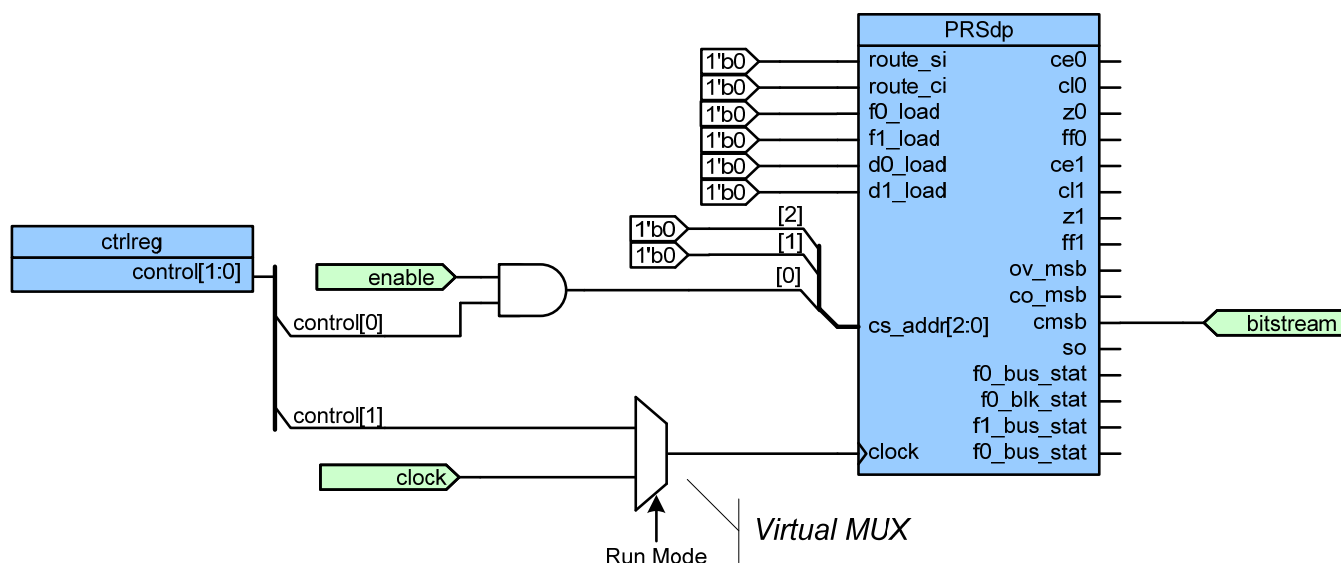 PRSdp
1'b0 route_si ce0
1'b0 route_ci cl0
1'b0 f0_load z0
1'b0 f1_load ff0
1'b0 d0_load ce1
1'b0 d1_load cl1
1'b0 [2] z1
1'b0 [1] ff1
ctrlreg
control[1:0] enable [0] ov_msb
co_msb
control[0] cs_addr[2:0] cmsb bitstream
so
f0_bus_stat
f0_blk_stat
control[1] f1_bus_stat
clock clock f0_bus_stat
Virtual MUX
Run Mode